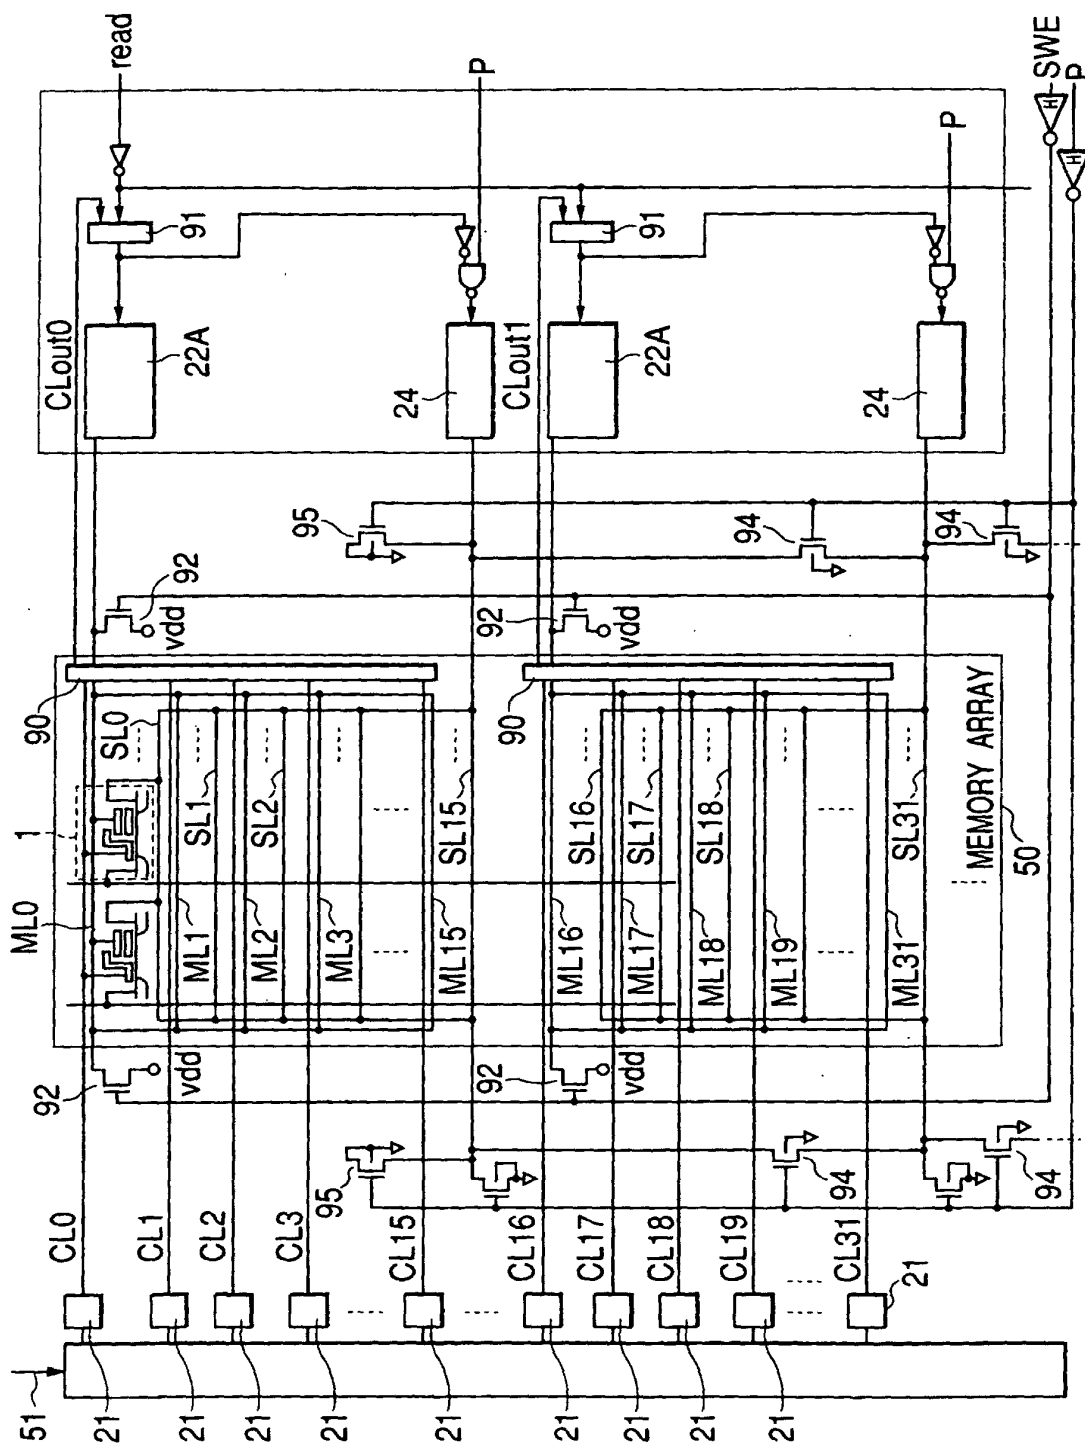 read
P
CLout0
91
22A
24
CLout1
91
22A
P
24
SWE
H
P
H
95
94
94
92
vdd
92
vdd
90
SL0
1
ML0
SL1
SL2
SL15
ML1
ML2
ML3
ML15
90
SL16
SL17
SL18
SL31
ML16
ML17
ML18
ML19
ML31
MEMORY ARRAY
50
92
vdd
92
vdd
95
94
94
CL0
CL1
CL2
CL3
CL15
CL16
CL17
CL18
CL19
CL31
21
51
21
21
21
21
21
21
21
21
21